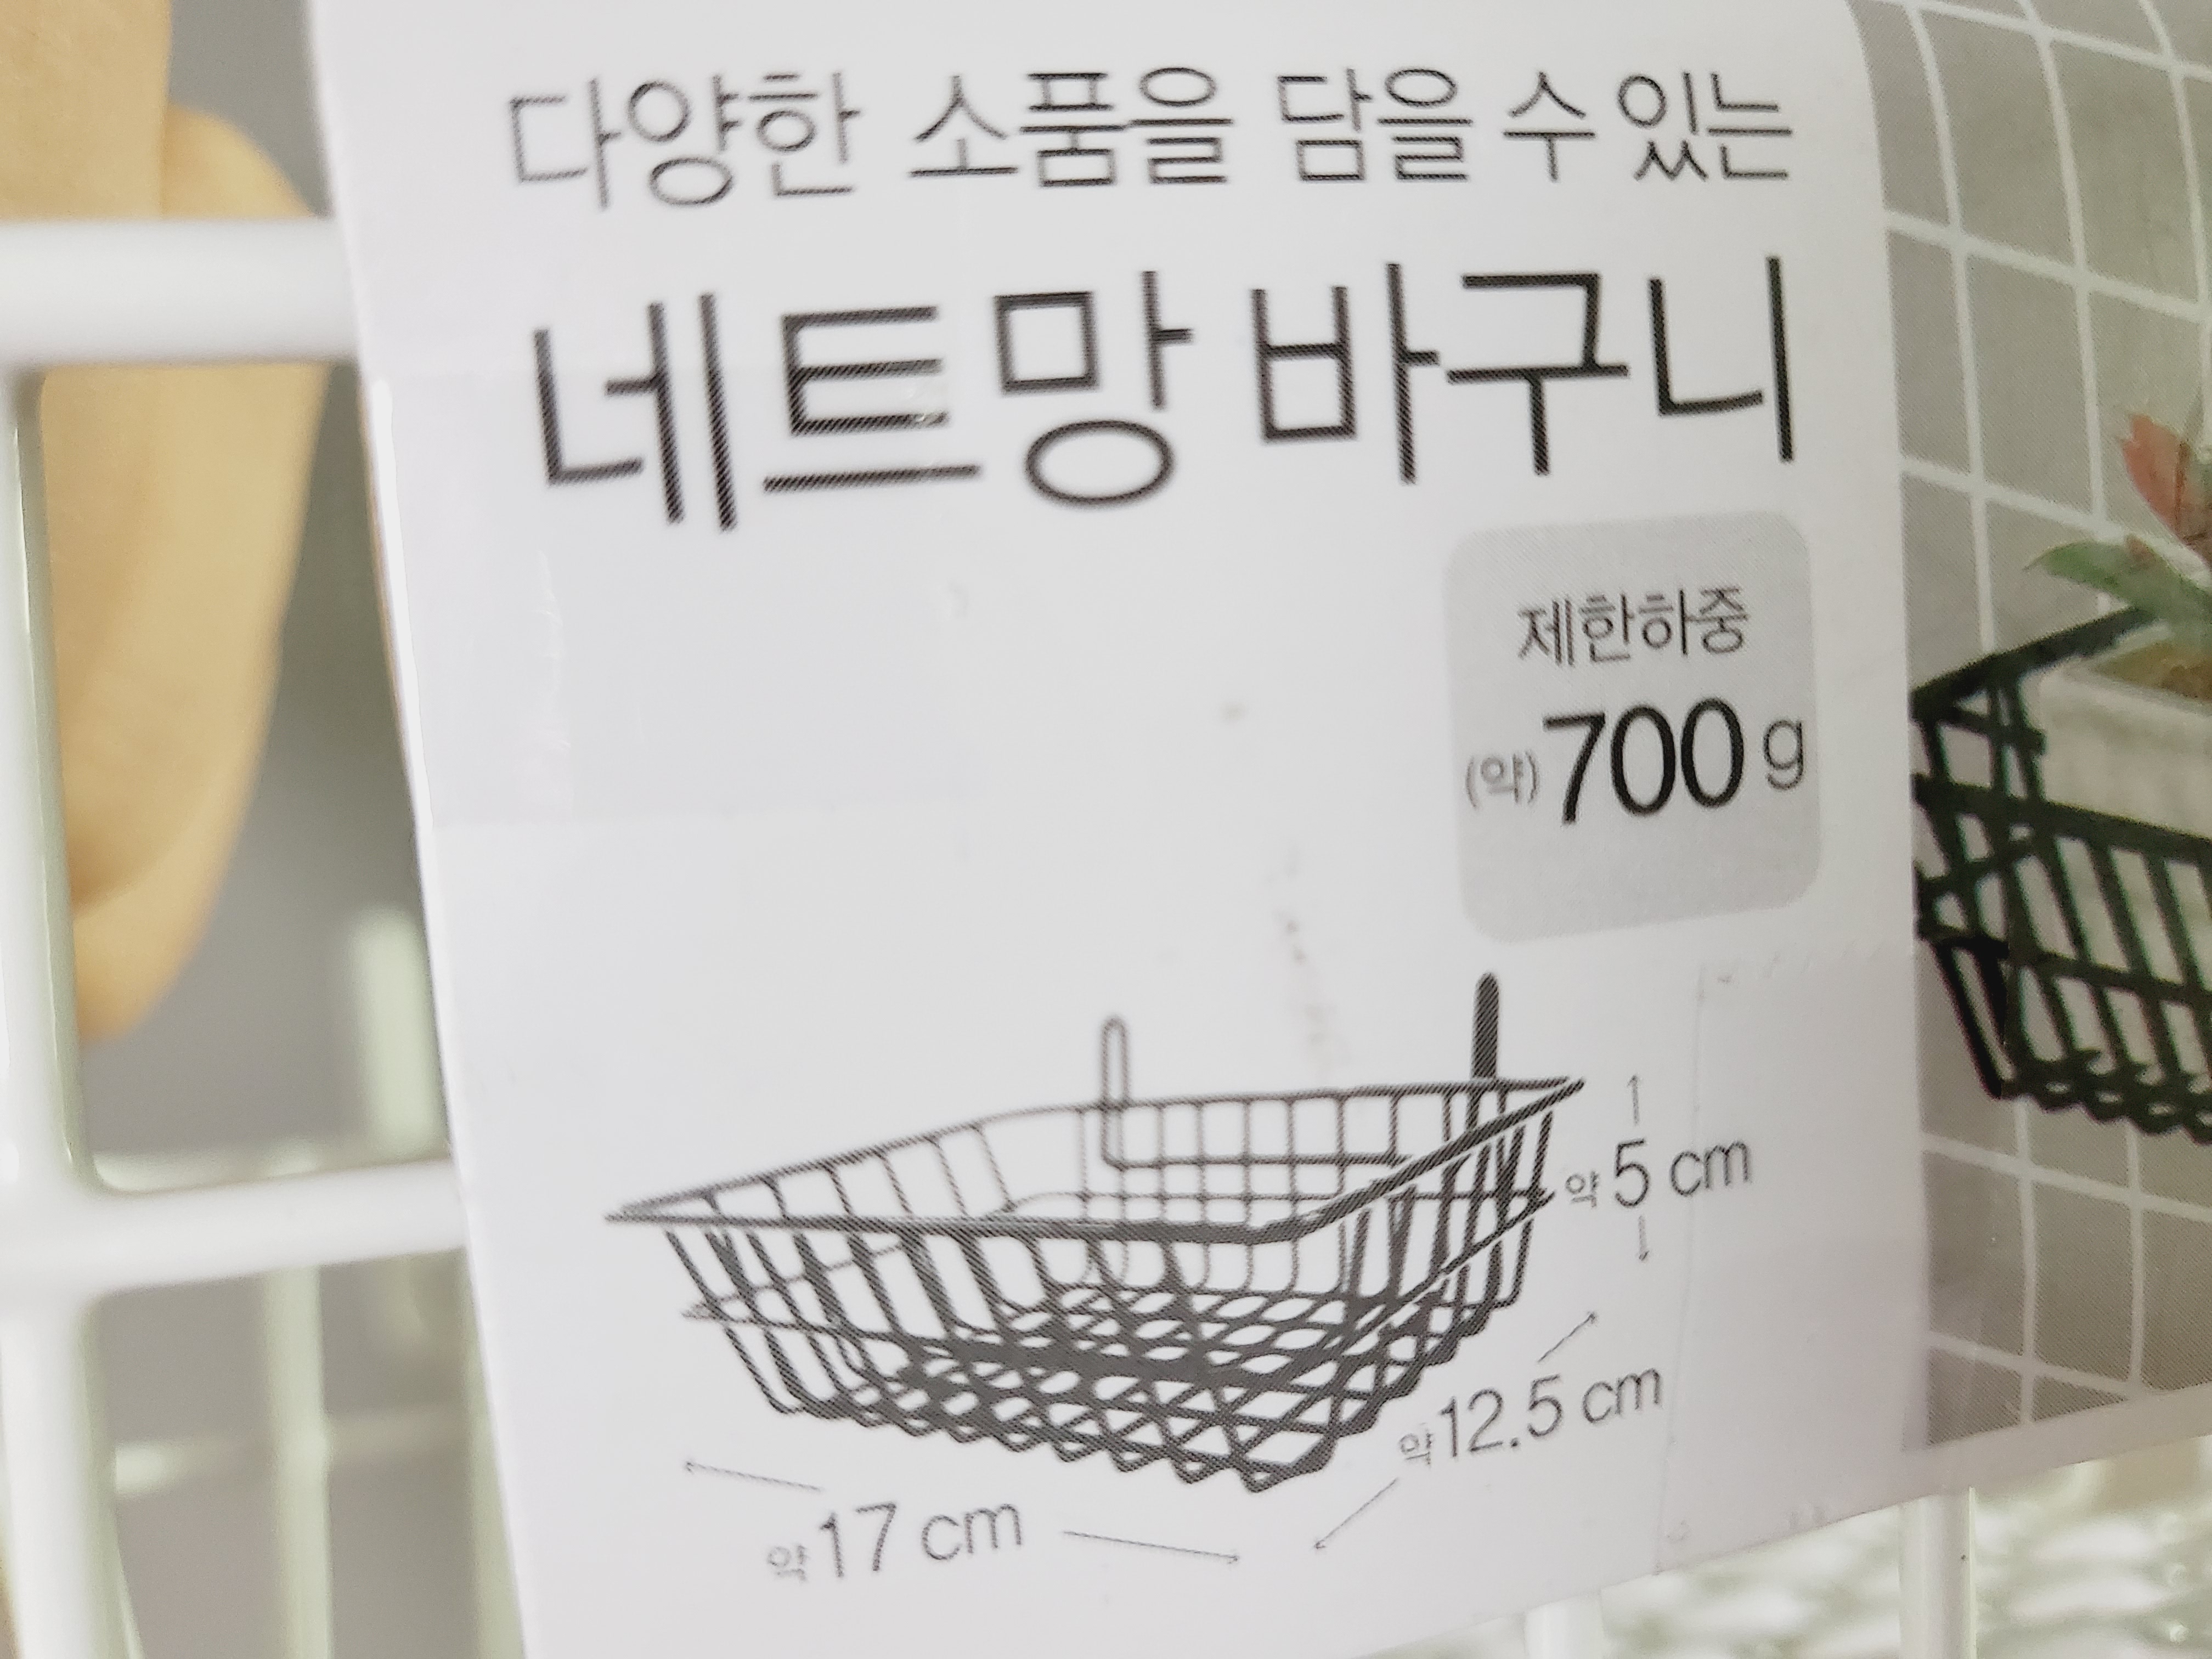 다양한 소품을 담을 수 있는
네트망 바구니
제한하중
(약) 700 g
약 5 cm
약 12.5 cm
약 17 cm